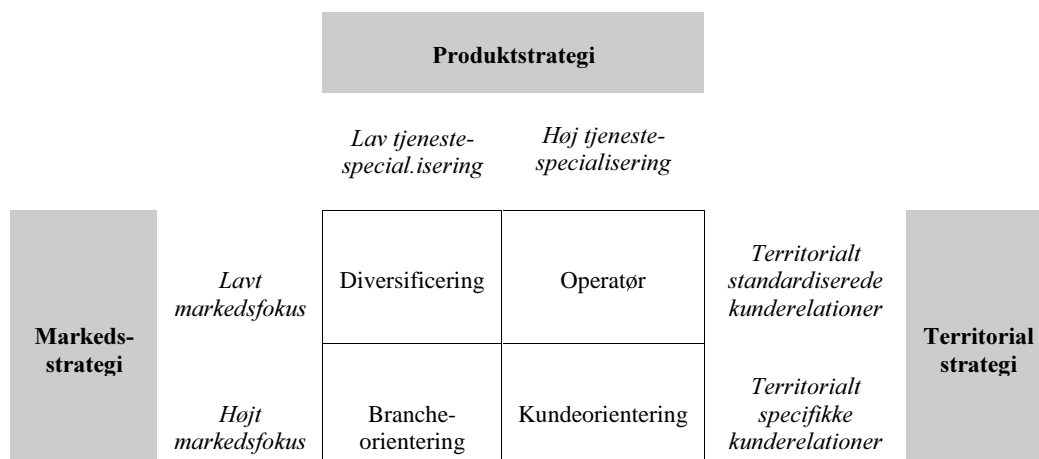 Produktstrategi
Lav tjeneste-
special.isering
Høj tjeneste-
specialisering
Markeds-
strategi
Lavt
markedsfokus
Diversificering
Operatør
Territorialt
standardiserede
kunderelationer
Territorial
strategi
Højt
markedsfokus
Branche-
orientering
Kundeorientering
Territorialt
specifikke
kunderelationer